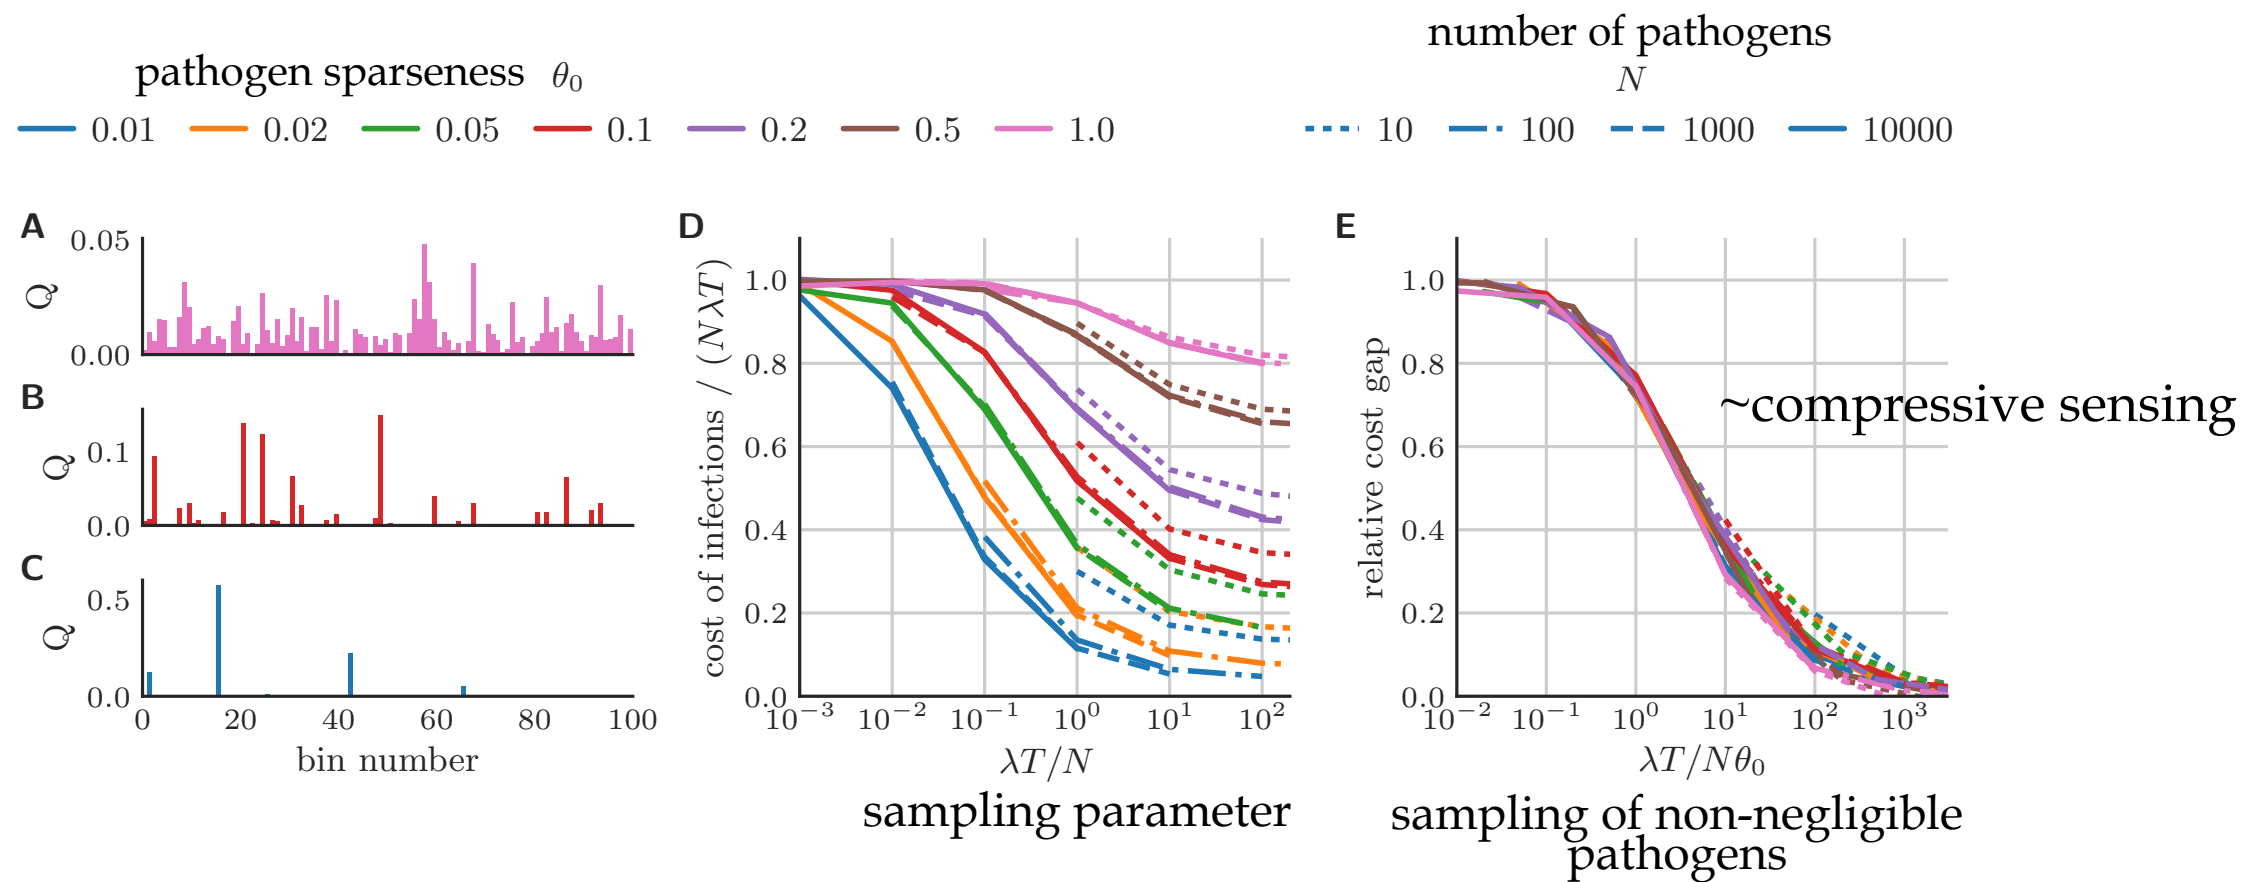 number of pathogens
pathogen sparseness θ₀
N
0.01 0.02 0.05 0.1 0.2 0.5 1.0
10 100 1000 10000
A
0.05
Q
0.00
B
0.1
Q
0.0
C
0.5
Q
0.0
0 20 40 60 80 100
bin number
D
cost of infections / (NλT)
1.0
0.8
0.6
0.4
0.2
0.0
10⁻³ 10⁻² 10⁻¹ 10⁰ 10¹ 10²
λT/N
sampling parameter
E
relative cost gap
1.0
0.8
0.6
0.4
0.2
0.0
~compressive sensing
10⁻² 10⁻¹ 10⁰ 10¹ 10² 10³
λT/Nθ₀
sampling of non-negligible
pathogens